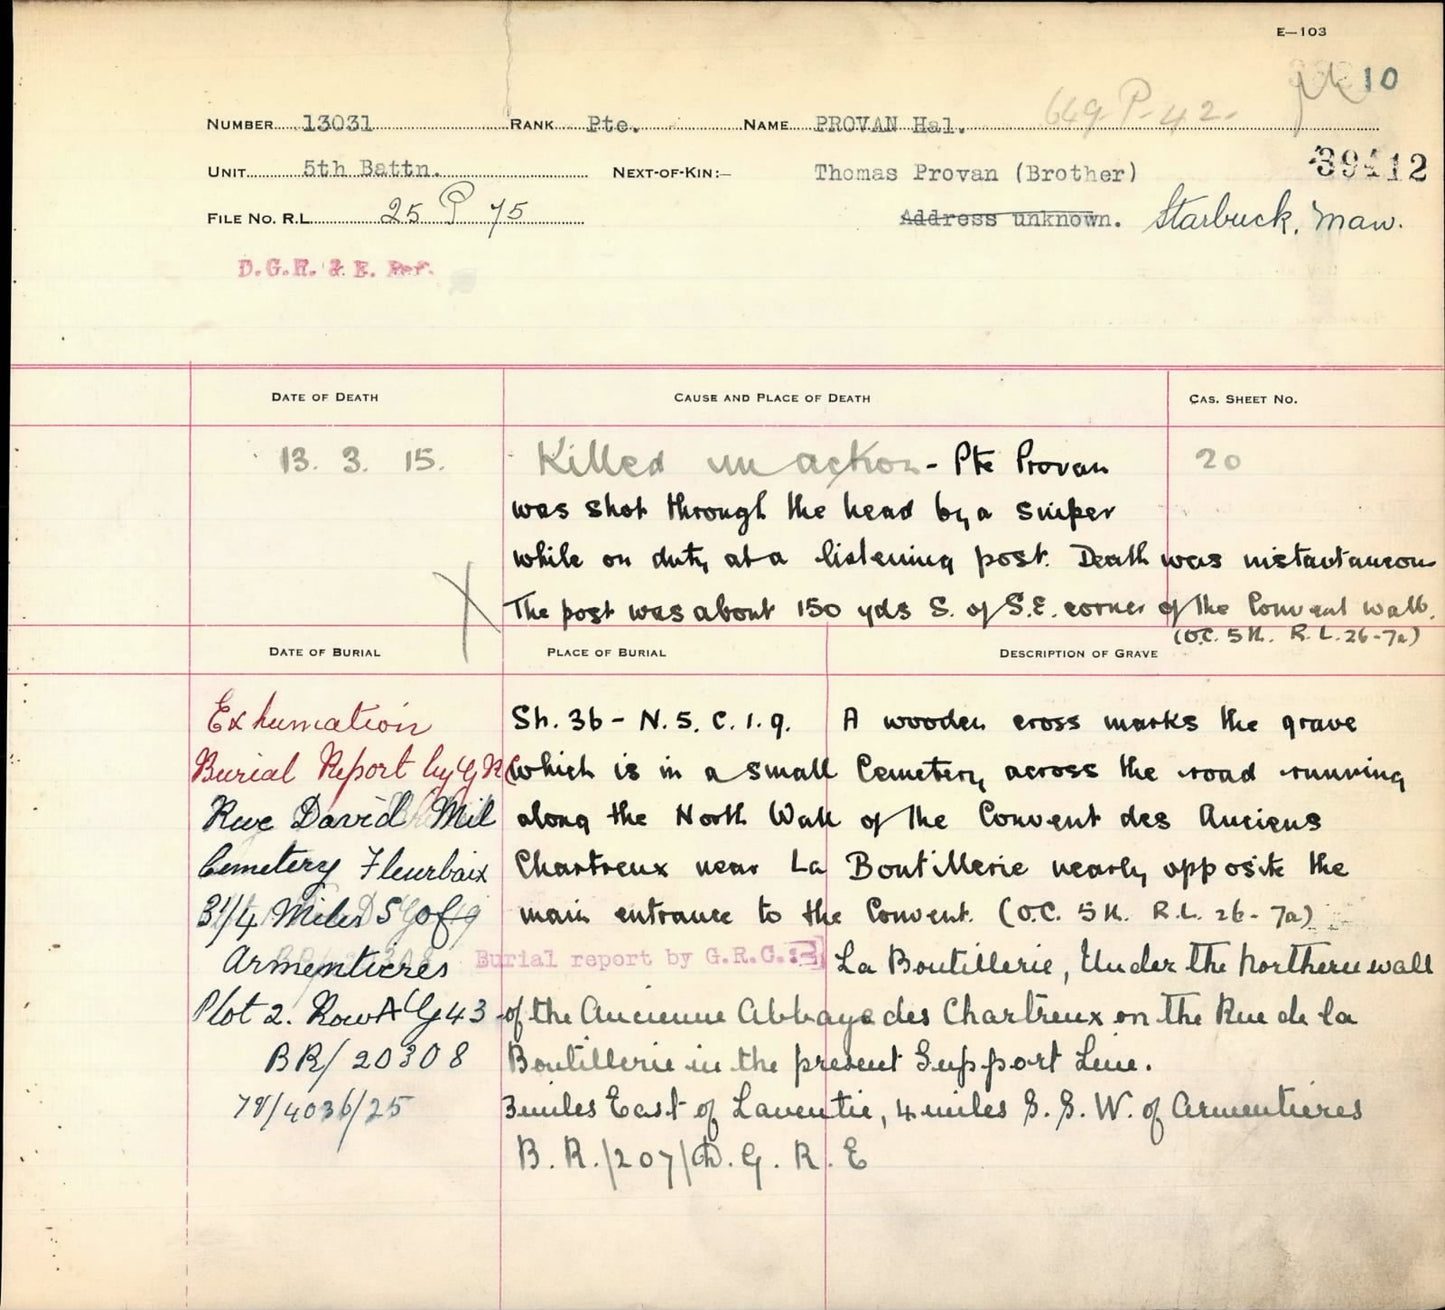 E—103
10
649-P-42-
NUMBER 13031 RANK Pte. NAME PROVAN Hal.
39412
UNIT 5th Battn. NEXT-OF-KIN:— Thomas Provan (Brother)
FILE No. R.L. 25 P 75 Address unknown. Starbuck, Man.
D.G.R. & E. Ref.
DATE OF DEATH CAUSE AND PLACE OF DEATH CAS. SHEET NO.
13. 3. 15. Killed in action - Pte Provan 20
was shot through the head by a sniper
while on duty at a listening post. Death was instantaneous
The post was about 150 yds S. of S.E. corner of the Convent wall.
(O.C. 5th. R.L. 26-7a)
DATE OF BURIAL PLACE OF BURIAL DESCRIPTION OF GRAVE
Exhumation
Burial Report by G R C
Rue David Mil
Cemetery Fleurbaix
3 1/4 Miles S of
Armentieres
Plot 2. Row A G 43
BR/20308
78/4036/25
Sh. 36 - N. 5. C. 1. 9. A wooden cross marks the grave
which is in a small Cemetery across the road running
along the North Wall of the Convent des Anciens
Chartreux near La Boutillerie nearly opposite the
main entrance to the Convent. (O.C. 5th. R.L. 26-7a)
Burial report by G.R.C.: La Boutillerie, Under the northern wall
of the Ancienne Abbaye des Chartreux on the Rue de la
Boutillerie in the present Support Line.
3 miles East of Laventie, 4 miles S. S. W. of Armentieres
B. R./207/D. G. R. E